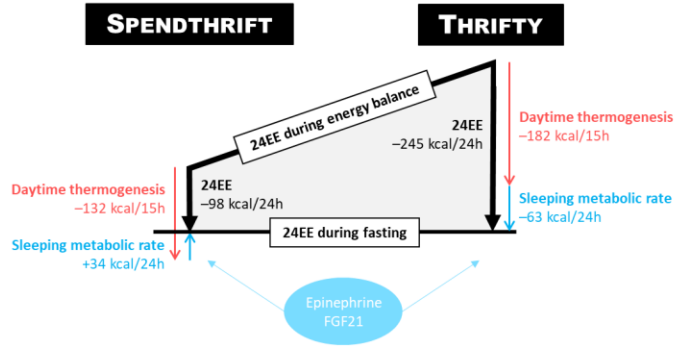 SPENDTHRIFT
THRIFTY
24EE during energy balance
Daytime thermogenesis
−182 kcal/15h
24EE
−245 kcal/24h
Daytime thermogenesis
−132 kcal/15h
24EE
−98 kcal/24h
Sleeping metabolic rate
−63 kcal/24h
24EE during fasting
Sleeping metabolic rate
+34 kcal/24h
Epinephrine
FGF21